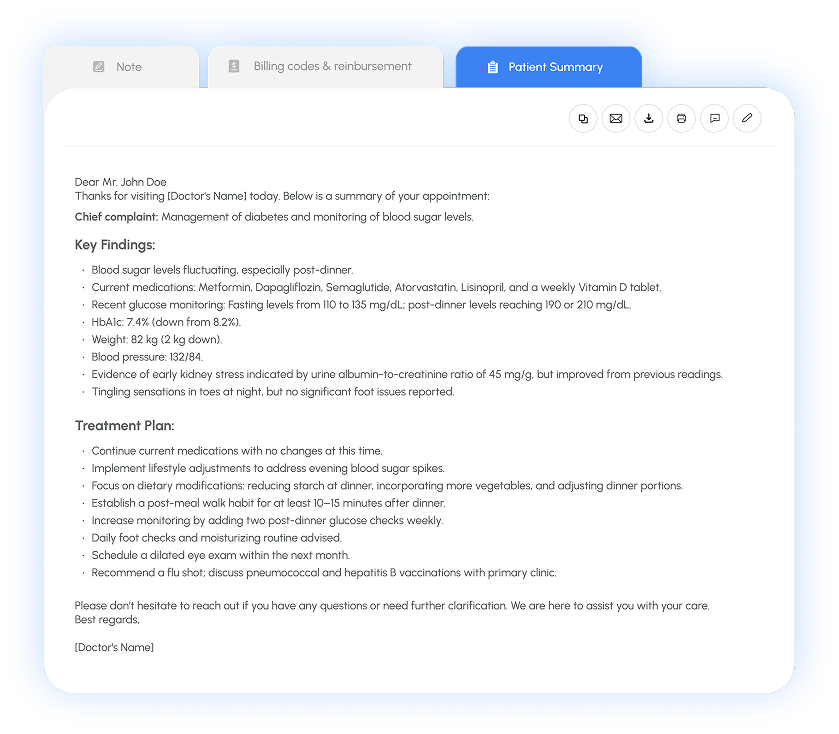 Note
Billing codes & reimbursement
Patient Summary
Dear Mr. John Doe
Thanks for visiting [Doctor's Name] today. Below is a summary of your appointment:
Chief complaint: Management of diabetes and monitoring of blood sugar levels.
Key Findings:
· Blood sugar levels fluctuating, especially post-dinner.
· Current medications: Metformin, Dapagliflozin, Semaglutide, Atorvastatin, Lisinopril, and a weekly Vitamin D tablet.
· Recent glucose monitoring: Fasting levels from 110 to 135 mg/dL; post-dinner levels reaching 190 or 210 mg/dL.
· HbA1c: 7.4% (down from 8.2%).
· Weight: 82 kg (2 kg down).
· Blood pressure: 132/84.
· Evidence of early kidney stress indicated by urine albumin-to-creatinine ratio of 45 mg/g, but improved from previous readings.
· Tingling sensations in toes at night, but no significant foot issues reported.
Treatment Plan:
· Continue current medications with no changes at this time.
· Implement lifestyle adjustments to address evening blood sugar spikes.
· Focus on dietary modifications: reducing starch at dinner, incorporating more vegetables, and adjusting dinner portions.
· Establish a post-meal walk habit for at least 10–15 minutes after dinner.
· Increase monitoring by adding two post-dinner glucose checks weekly.
· Daily foot checks and moisturizing routine advised.
· Schedule a dilated eye exam within the next month.
· Recommend a flu shot; discuss pneumococcal and hepatitis B vaccinations with primary clinic.
Please don't hesitate to reach out if you have any questions or need further clarification. We are here to assist you with your care.
Best regards,
[Doctor's Name]